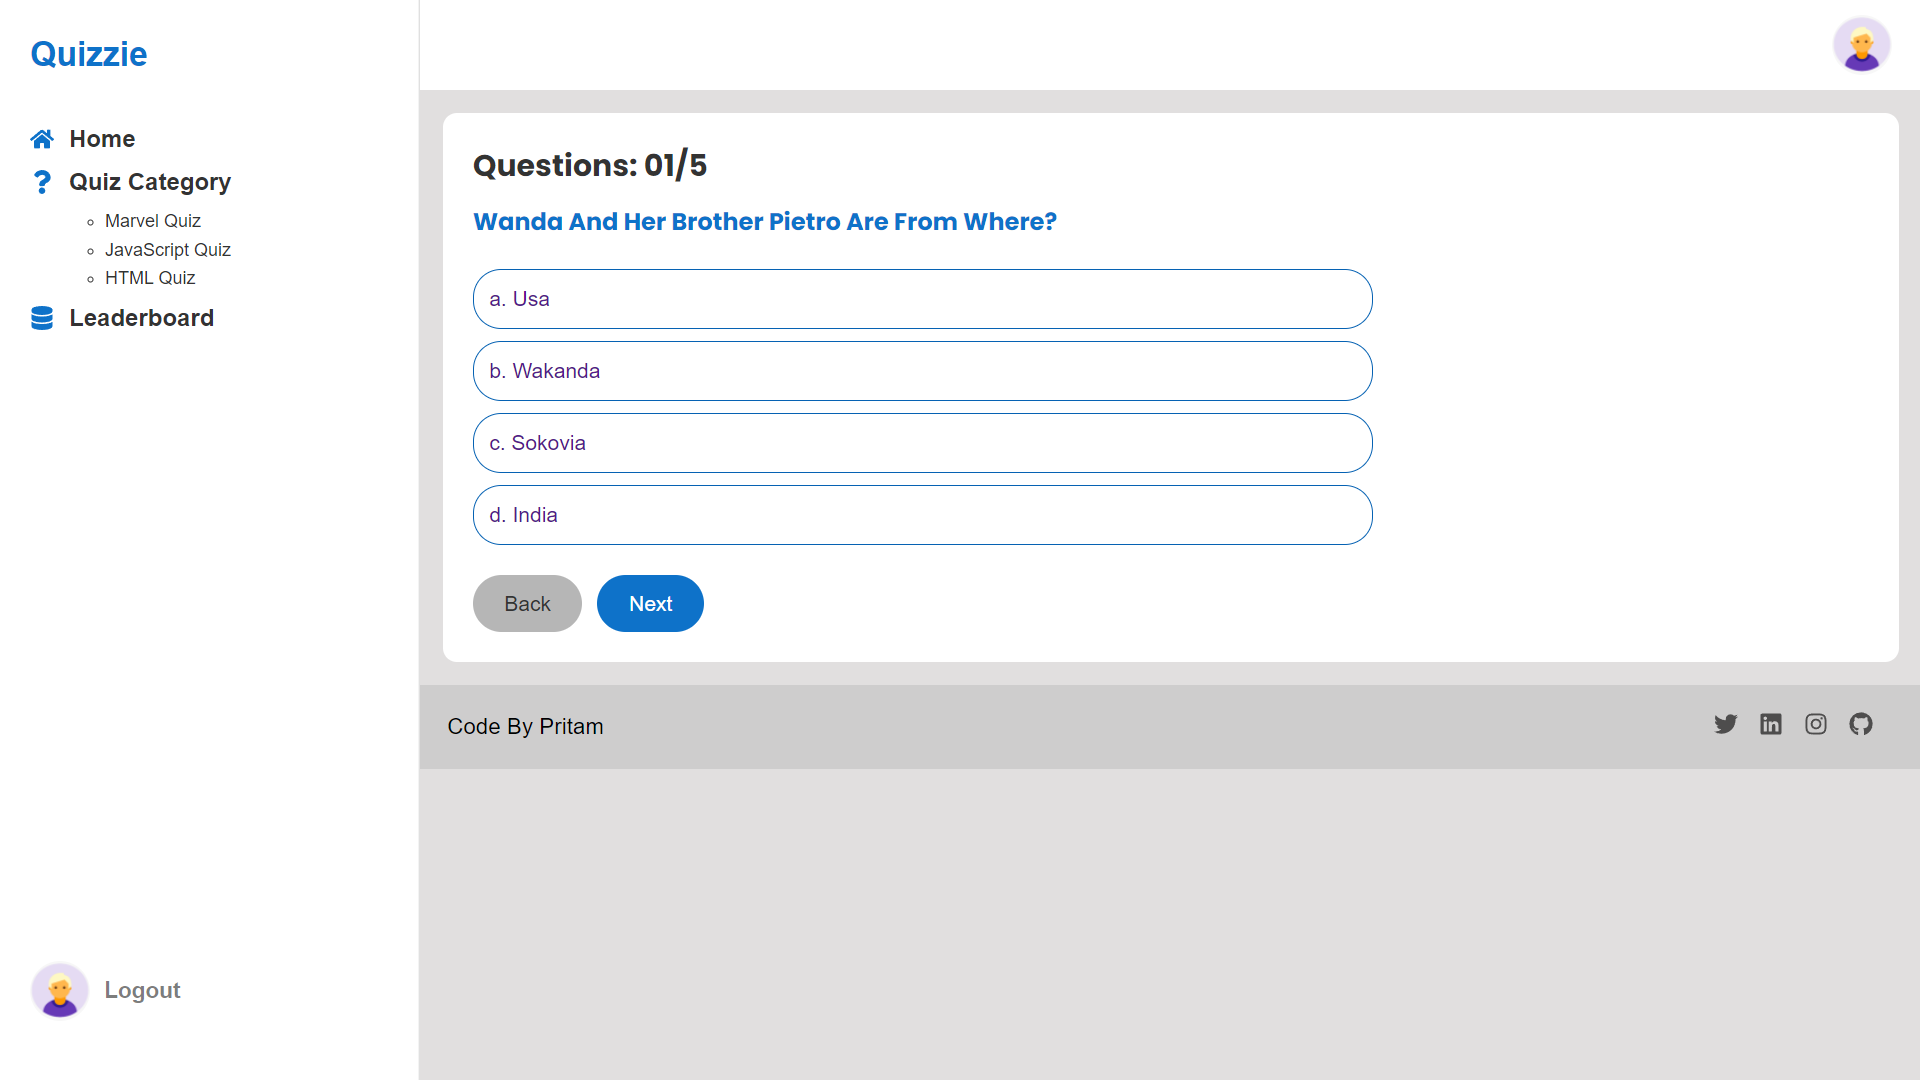 Quizzie
Home
Quiz Category
Marvel Quiz
JavaScript Quiz
HTML Quiz
Leaderboard
Logout
Questions: 01/5
Wanda And Her Brother Pietro Are From Where?
a. Usa
b. Wakanda
c. Sokovia
d. India
Back Next
Code By Pritam